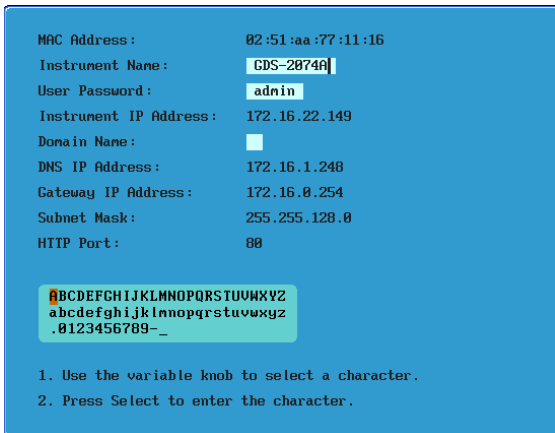 MAC Address: 02:51:aa:77:11:16
Instrument Name: GDS-2074A
User Password: admin
Instrument IP Address: 172.16.22.149
Domain Name:
DNS IP Address: 172.16.1.248
Gateway IP Address: 172.16.0.254
Subnet Mask: 255.255.128.0
HTTP Port: 80
ABCDEFGHIJKLMNOPQRSTUVWXYZ
abcdefghijklmnopqrstuvwxyz
.0123456789-_
1. Use the variable knob to select a character.
2. Press Select to enter the character.